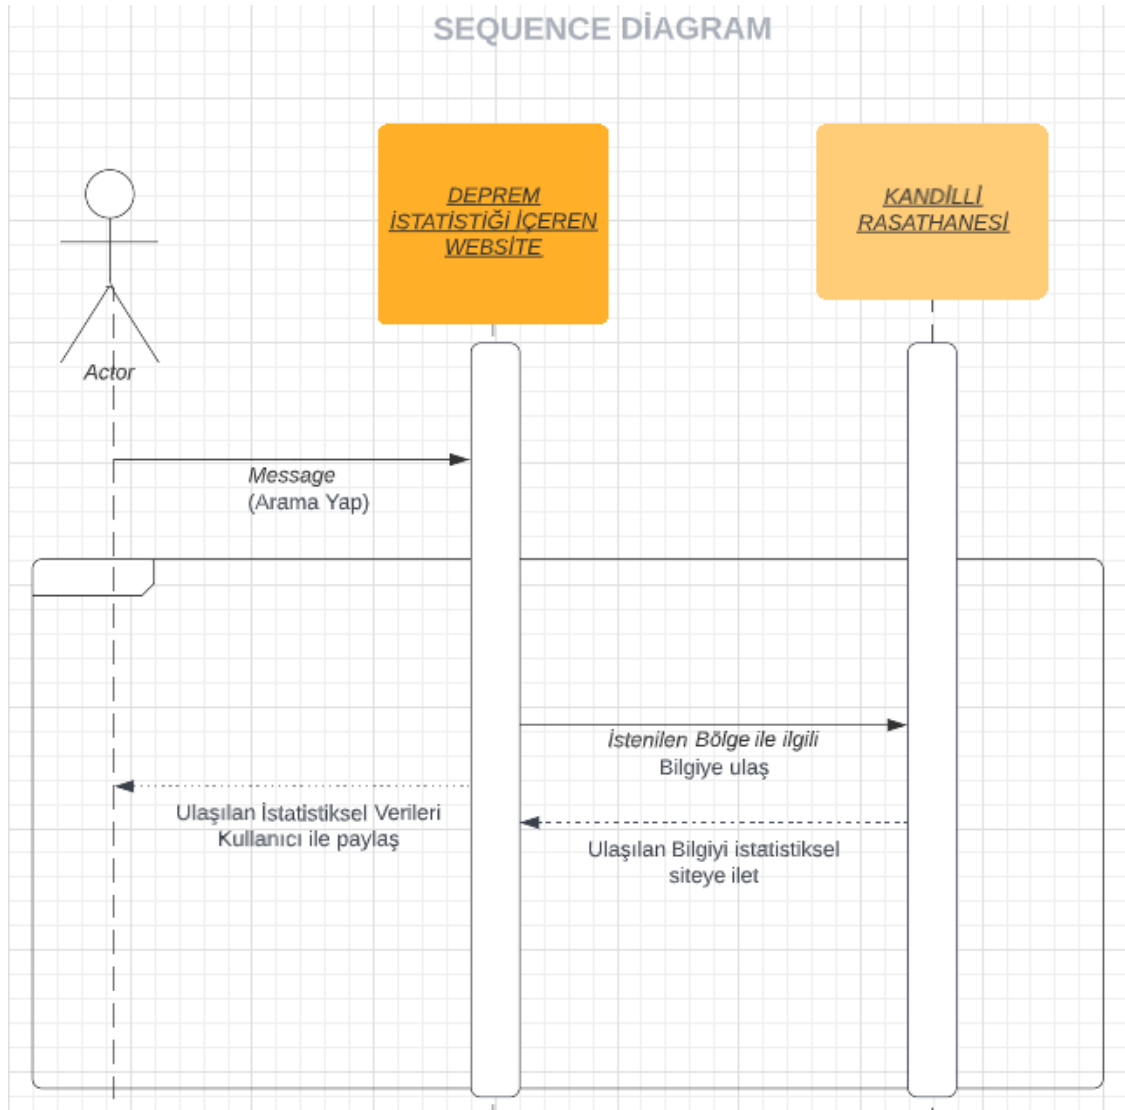 SEQUENCE DİAGRAM
DEPREM
İSTATİSTİĞİ İÇEREN
WEBSİTE
KANDİLLİ
RASATHANESİ
Actor
Message
(Arama Yap)
İstenilen Bölge ile ilgili
Bilgiye ulaş
Ulaşılan İstatistiksel Verileri
Kullanıcı ile paylaş
Ulaşılan Bilgiyi istatistiksel
siteye ilet